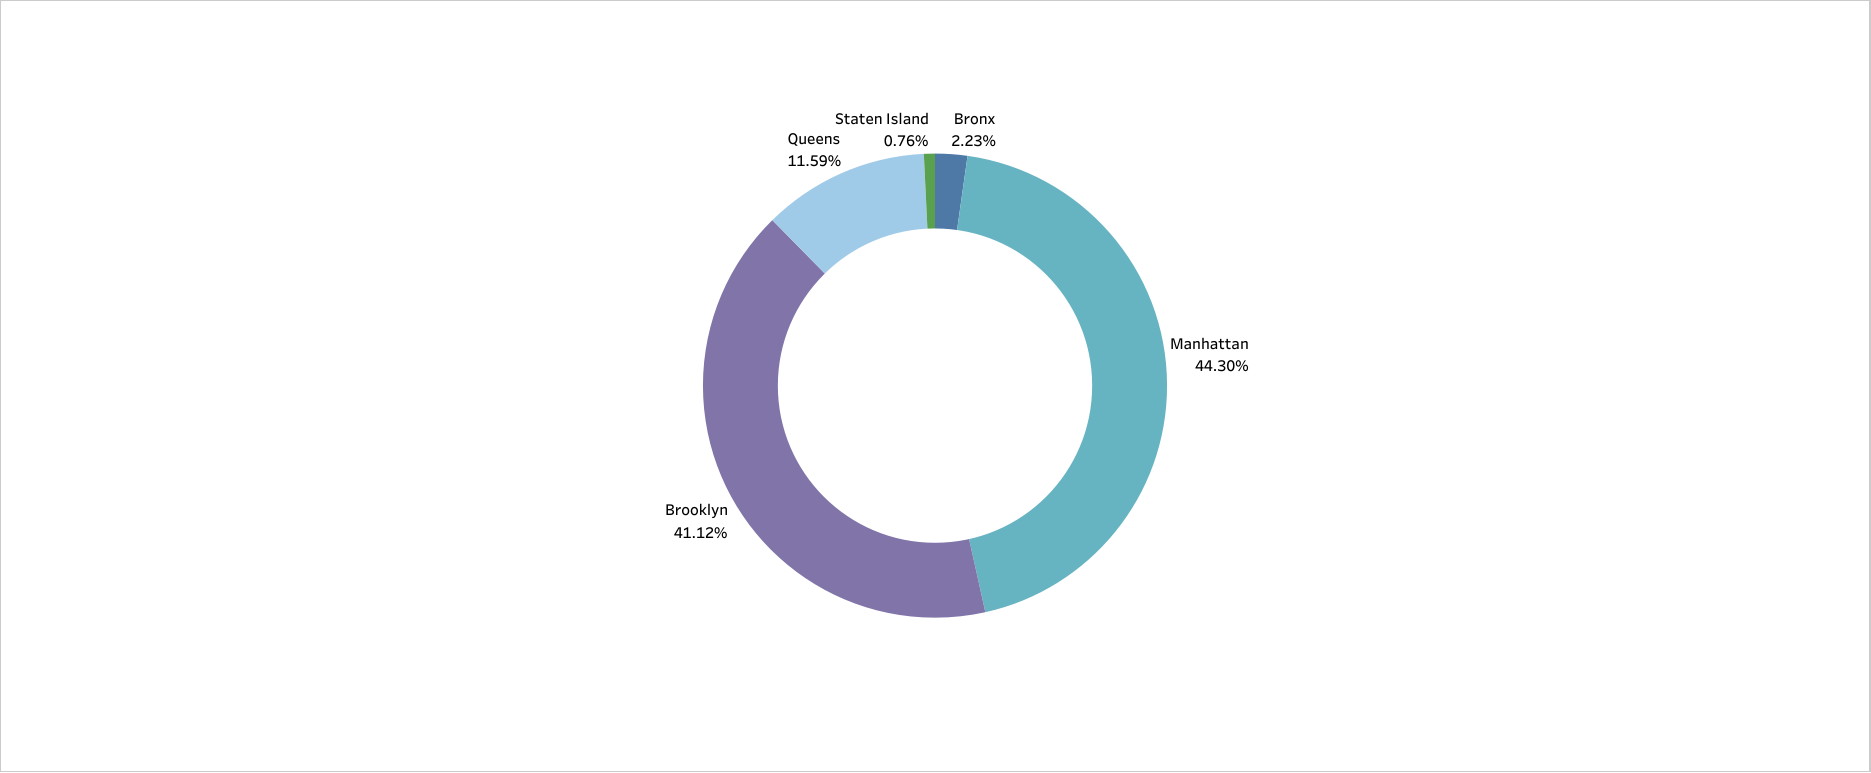 Staten Island
0.76%
Bronx
2.23%
Queens
11.59%
Manhattan
44.30%
Brooklyn
41.12%